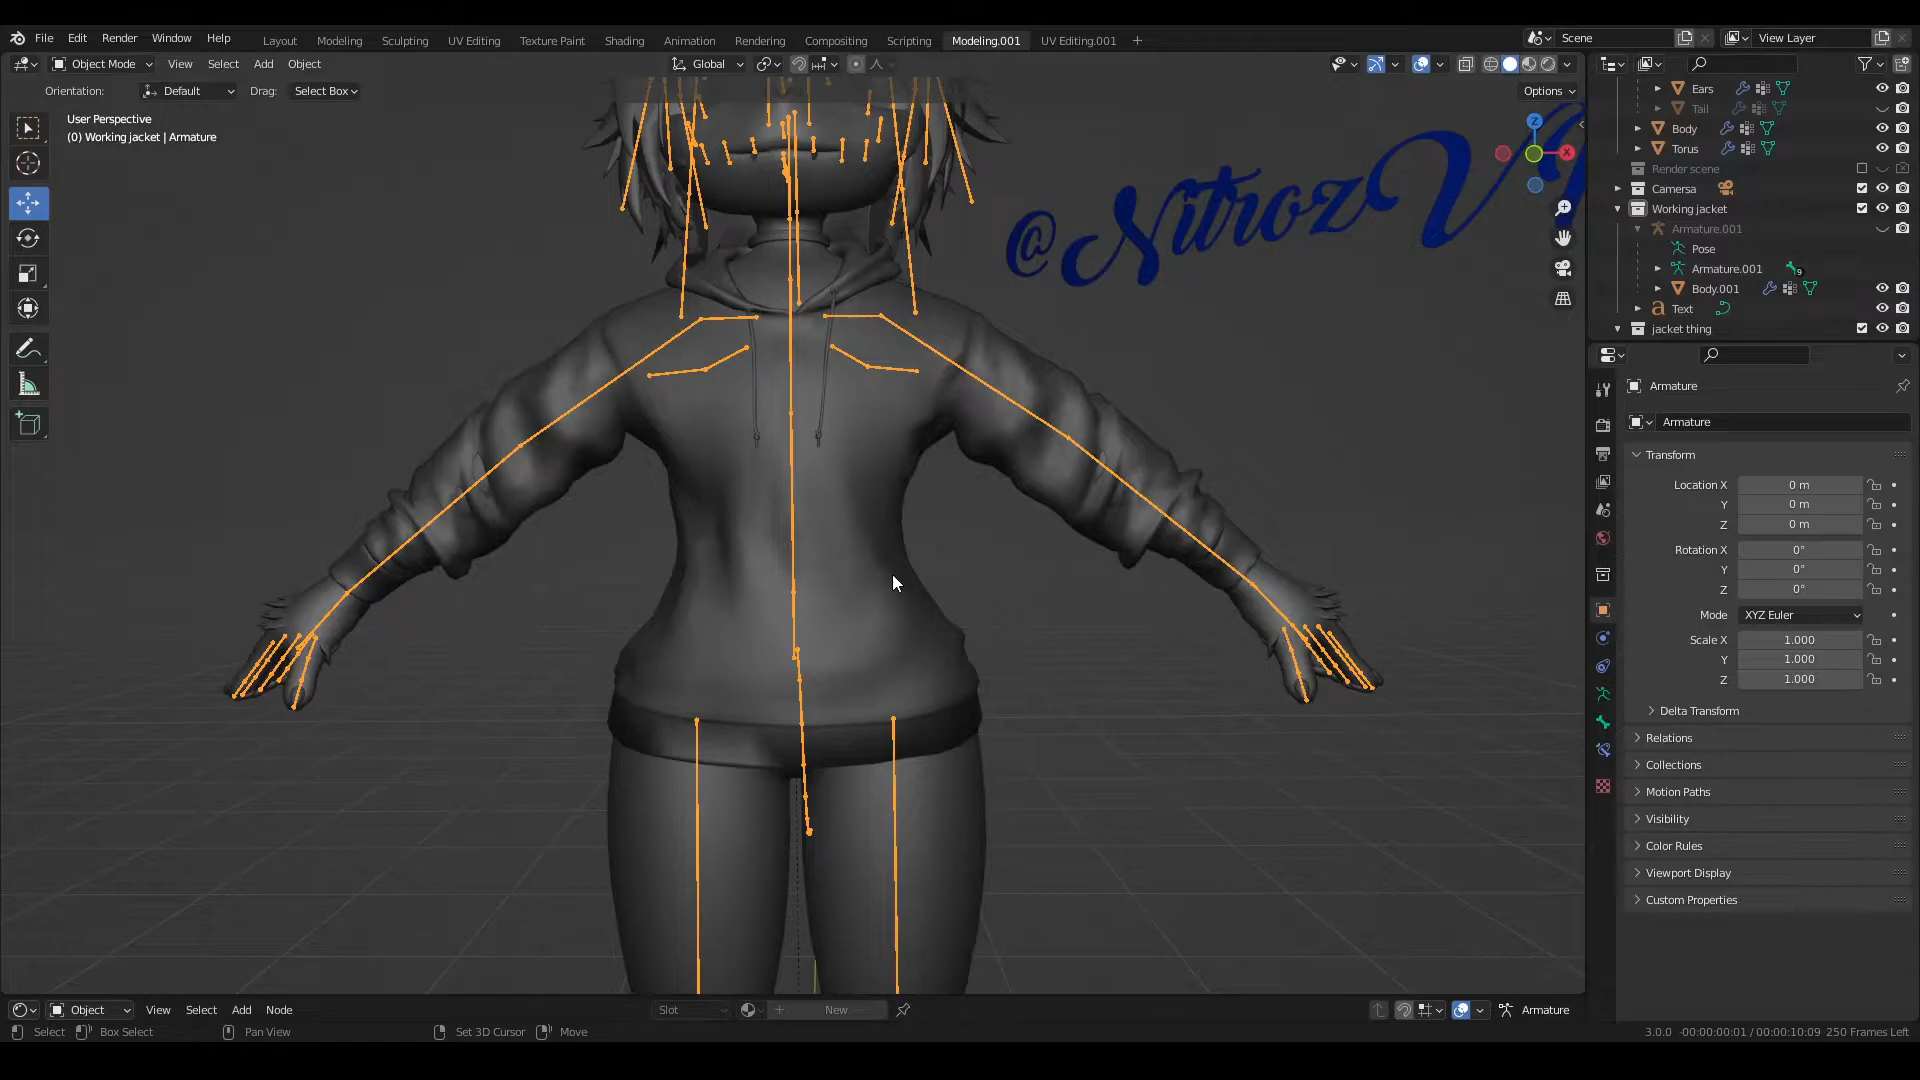 File Edit Render Window Help
Layout Modeling Sculpting UV Editing Texture Paint Shading Animation Rendering Compositing Scripting Modeling.001 UV Editing.001 +
Scene
View Layer
Object Mode View Select Add Object
Global
Orientation: Default Drag: Select Box
Options
User Perspective
(0) Working jacket | Armature
@NitrozV
Z
X
Ears
Tail
Body
Torus
Render scene
Camersa
Working jacket
Armature.001
Pose
Armature.001 9
Body.001
Text
jacket thing
Armature
Armature
Transform
Location X 0 m
Y 0 m
Z 0 m
Rotation X 0°
Y 0°
Z 0°
Mode XYZ Euler
Scale X 1.000
Y 1.000
Z 1.000
Delta Transform
Relations
Collections
Motion Paths
Visibility
Color Rules
Viewport Display
Custom Properties
Object View Select Add Node
Slot
New
Armature
Select Box Select Pan View Set 3D Cursor Move
3.0.0 -00:00:00:01 / 00:00:10:09 250 Frames Left